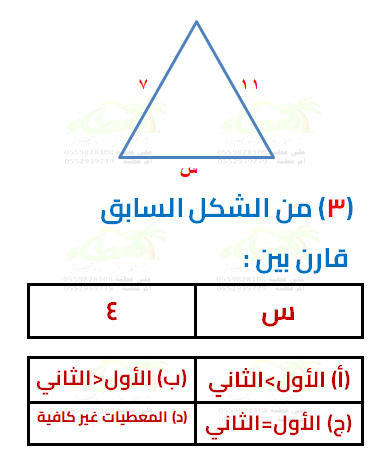 ٧
١١
س
(٣) من الشكل السابق
قارن بين :
س
٤
(أ) الأول>الثاني
(ب) الأول<الثاني
(ج) الأول=الثاني
(د) المعطيات غير كافية